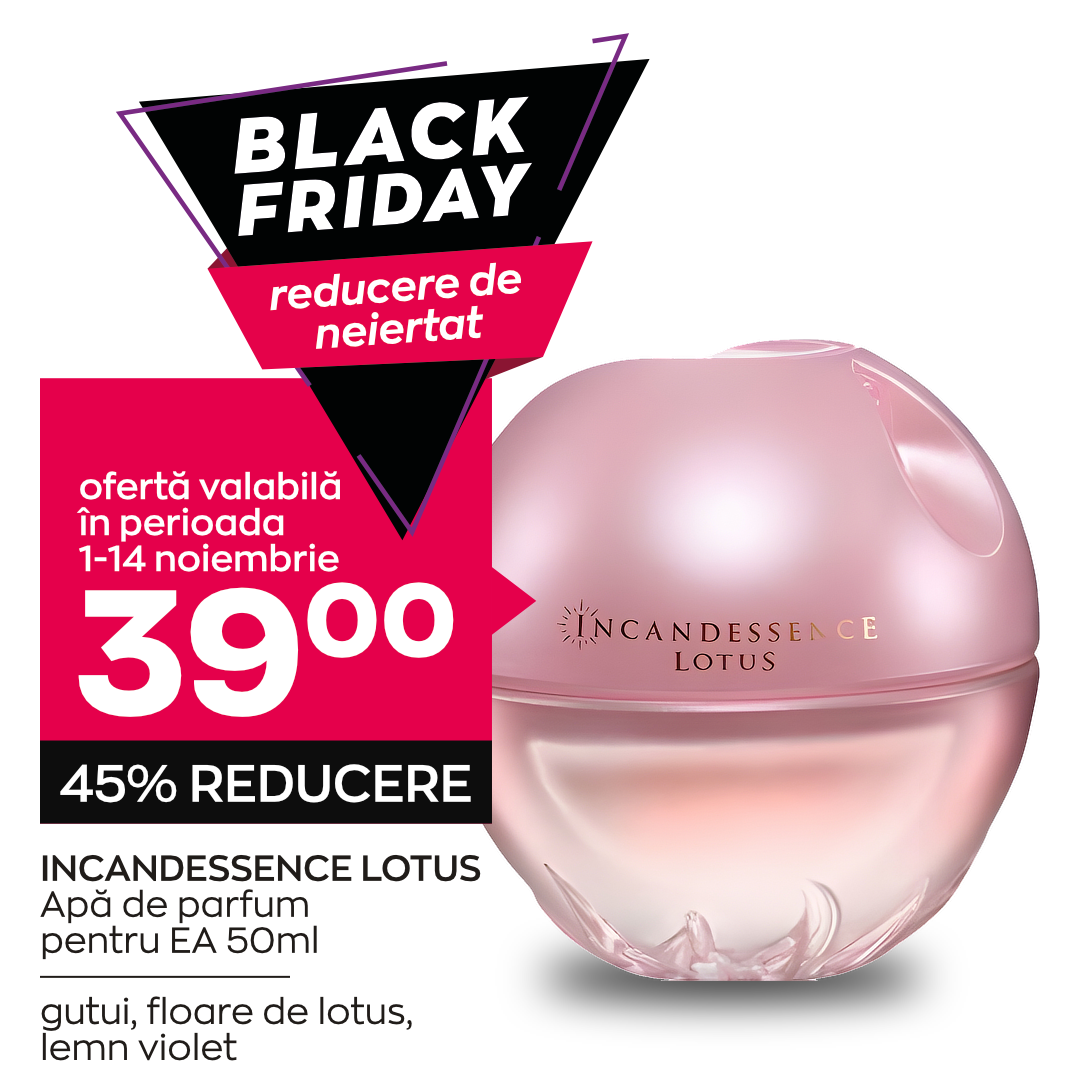 BLACK
FRIDAY
reducere de
neiertat
ofertă valabilă
în perioada
1-14 noiembrie
39⁰⁰
45% REDUCERE
INCANDESSENCE
LOTUS
INCANDESSENCE LOTUS
Apă de parfum
pentru EA 50ml
gutui, floare de lotus,
lemn violet